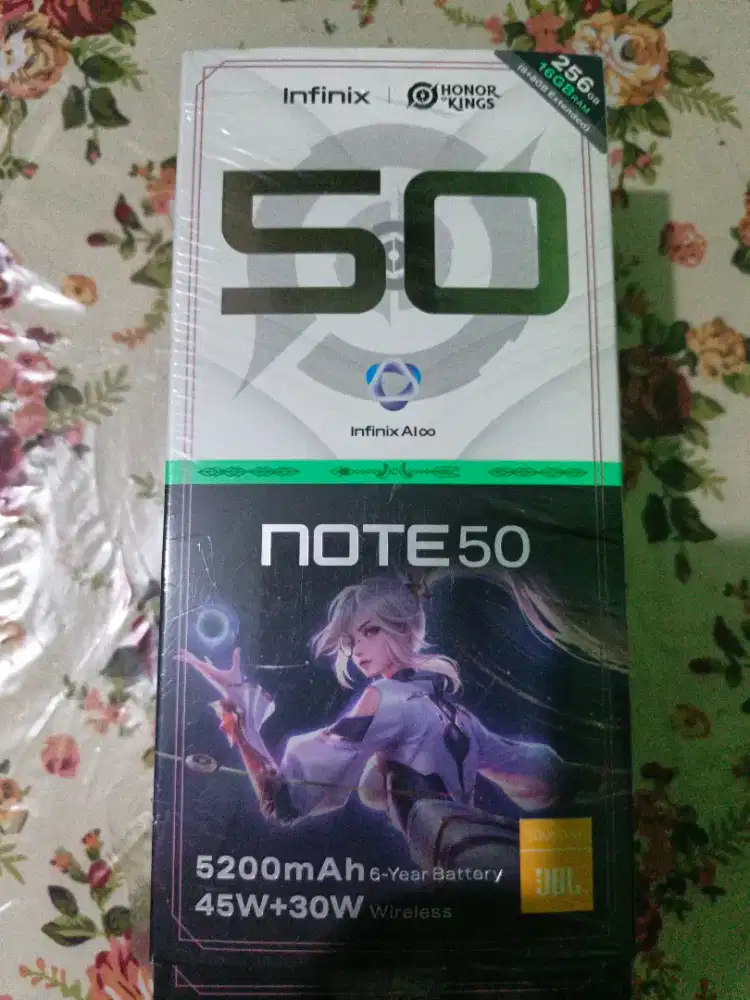 Infinix | HONOR OF KINGS
256GB
16GB RAM
(8+8GB Extended)
50
Infinix AI∞
NOTE 50
5200mAh 6-Year Battery
45W+30W Wireless
JBL